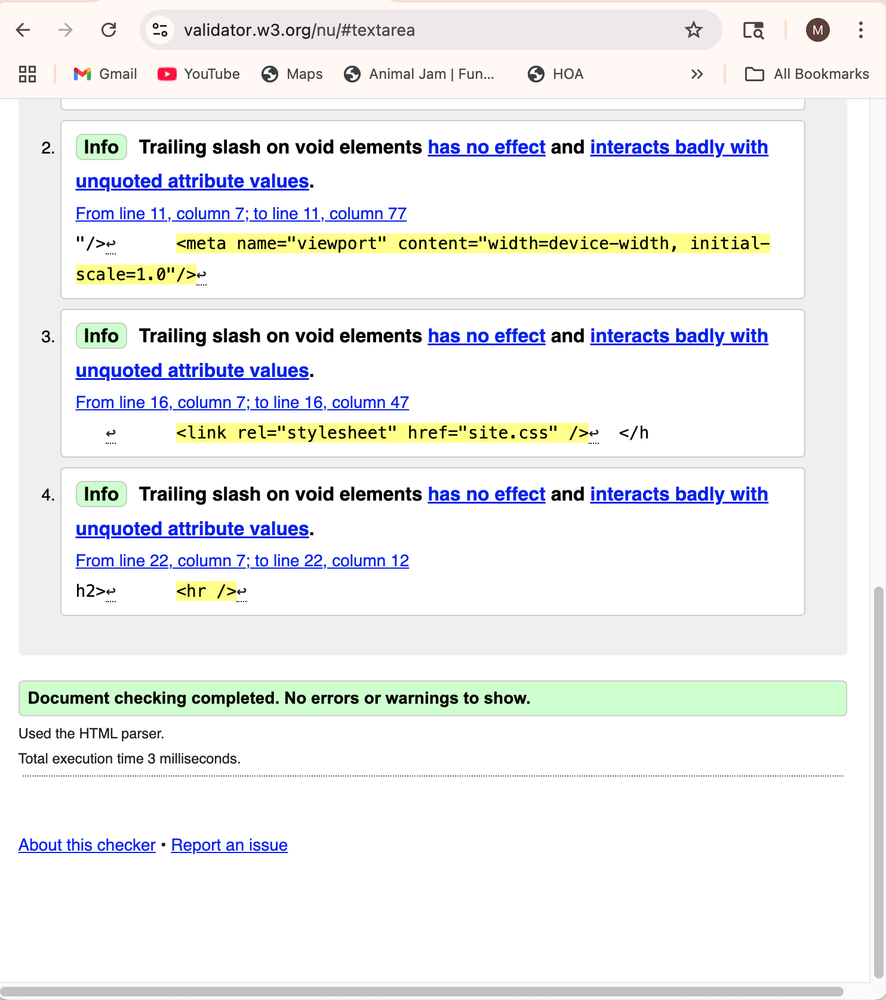 validator.w3.org/nu/#textarea
M
Gmail
YouTube
Maps
Animal Jam | Fun...
HOA
All Bookmarks
2. Info Trailing slash on void elements has no effect and interacts badly with
unquoted attribute values.
From line 11, column 7; to line 11, column 77
"/>↩ <meta name="viewport" content="width=device-width, initial-
scale=1.0"/>↩
3. Info Trailing slash on void elements has no effect and interacts badly with
unquoted attribute values.
From line 16, column 7; to line 16, column 47
↩ <link rel="stylesheet" href="site.css" />↩ </h
4. Info Trailing slash on void elements has no effect and interacts badly with
unquoted attribute values.
From line 22, column 7; to line 22, column 12
h2>↩ <hr />↩
Document checking completed. No errors or warnings to show.
Used the HTML parser.
Total execution time 3 milliseconds.
About this checker • Report an issue